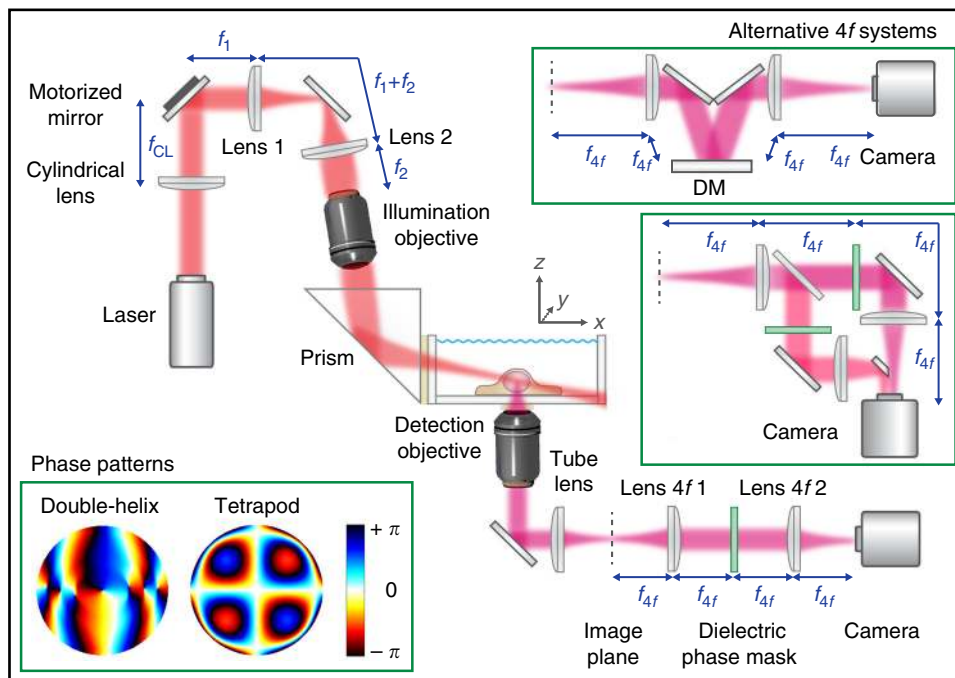 Alternative 4f systems
f1
Motorized
mirror
f1+f2
Lens 1
Lens 2
fCL
f2
Cylindrical
lens
Illumination
objective
Laser
Prism
z
y
x
Detection
objective
Tube
lens
Lens 4f 1
Lens 4f 2
f4f
f4f
f4f
f4f
Image
plane
Dielectric
phase mask
Camera
f4f
f4f
f4f
f4f
DM
Camera
f4f
f4f
f4f
f4f
Camera
Phase patterns
Double-helix
Tetrapod
+ π
0
− π